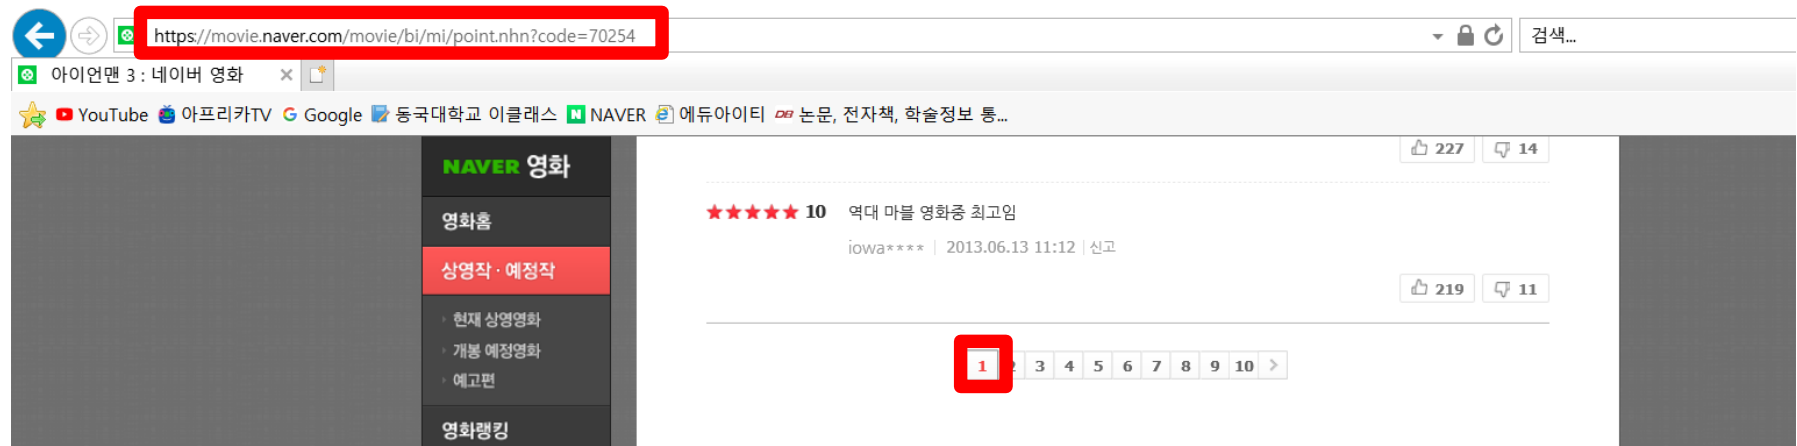 https://movie.naver.com/movie/bi/mi/point.nhn?code=70254
검색...
아이언맨 3 : 네이버 영화
YouTube 아프리카TV Google 동국대학교 이클래스 NAVER 에듀아이티 논문, 전자책, 학술정보 통...
NAVER 영화
영화홈
상영작 · 예정작
현재 상영영화
개봉 예정영화
예고편
영화랭킹
227 14
10 역대 마블 영화중 최고임
iowa**** 2013.06.13 11:12 신고
219 11
1 3 4 5 6 7 8 9 10 >